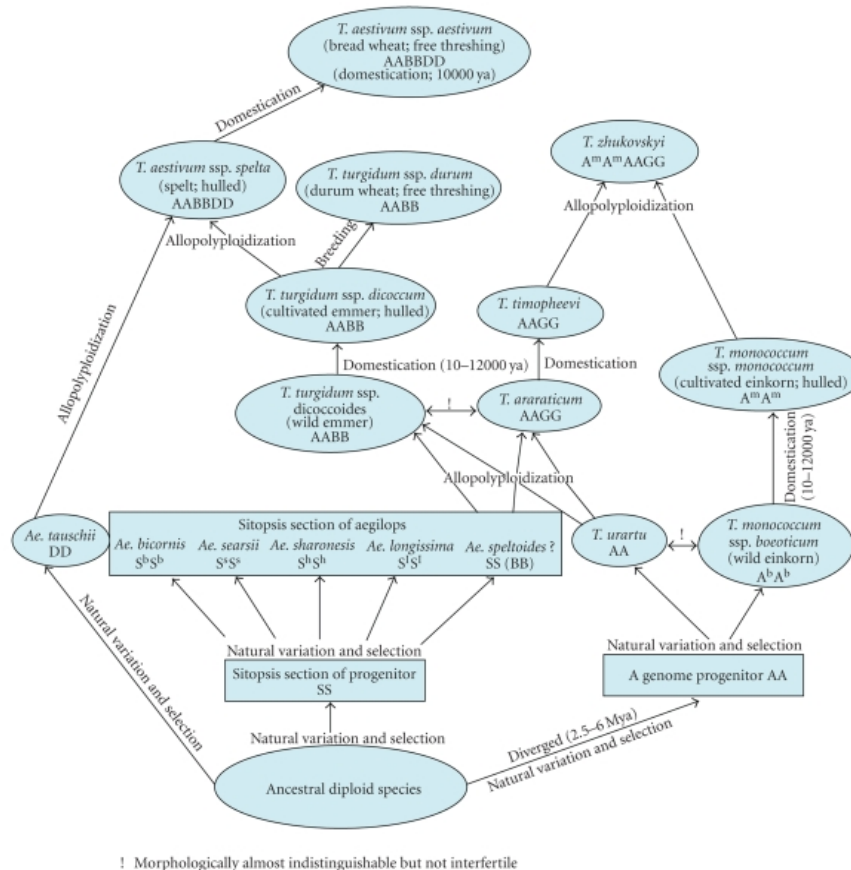 T. aestivum ssp. aestivum
(bread wheat; free threshing)
AABBDD
(domestication; 10000 ya)
Domestication
T. zhukovskyi
AᵐAᵐAAGG
T. aestivum ssp. spelta
(spelt; hulled)
AABBDD
T. turgidum ssp. durum
(durum wheat; free threshing)
AABB
Allopolyploidization
Allopolyploidization
Breeding
T. turgidum ssp. dicoccum
(cultivated emmer; hulled)
AABB
T. timopheevi
AAGG
T. monococcum
ssp. monococcum
(cultivated einkorn; hulled)
AᵐAᵐ
Allopolyploidization
Domestication (10–12000 ya)
Domestication
T. turgidum ssp.
dicoccoides
(wild emmer)
AABB
!
T. araraticum
AAGG
Domestication
(10–12000 ya)
Allopolyploidization
Ae. tauschii
DD
Sitopsis section of aegilops
Ae. bicornis
SᵇSᵇ
Ae. searsii
SˢSˢ
Ae. sharonesis
SʰSʰ
Ae. longissima
SˡSˡ
Ae. speltoides ?
SS (BB)
T. urartu
AA
!
T. monococcum
ssp. boeoticum
(wild einkorn)
AᵇAᵇ
Natural variation and selection
Natural variation and selection
Natural variation and selection
Sitopsis section of progenitor
SS
A genome progenitor AA
Natural variation and selection
Diverged (2.5–6 Mya)
Natural variation and selection
Ancestral diploid species
! Morphologically almost indistinguishable but not interfertile